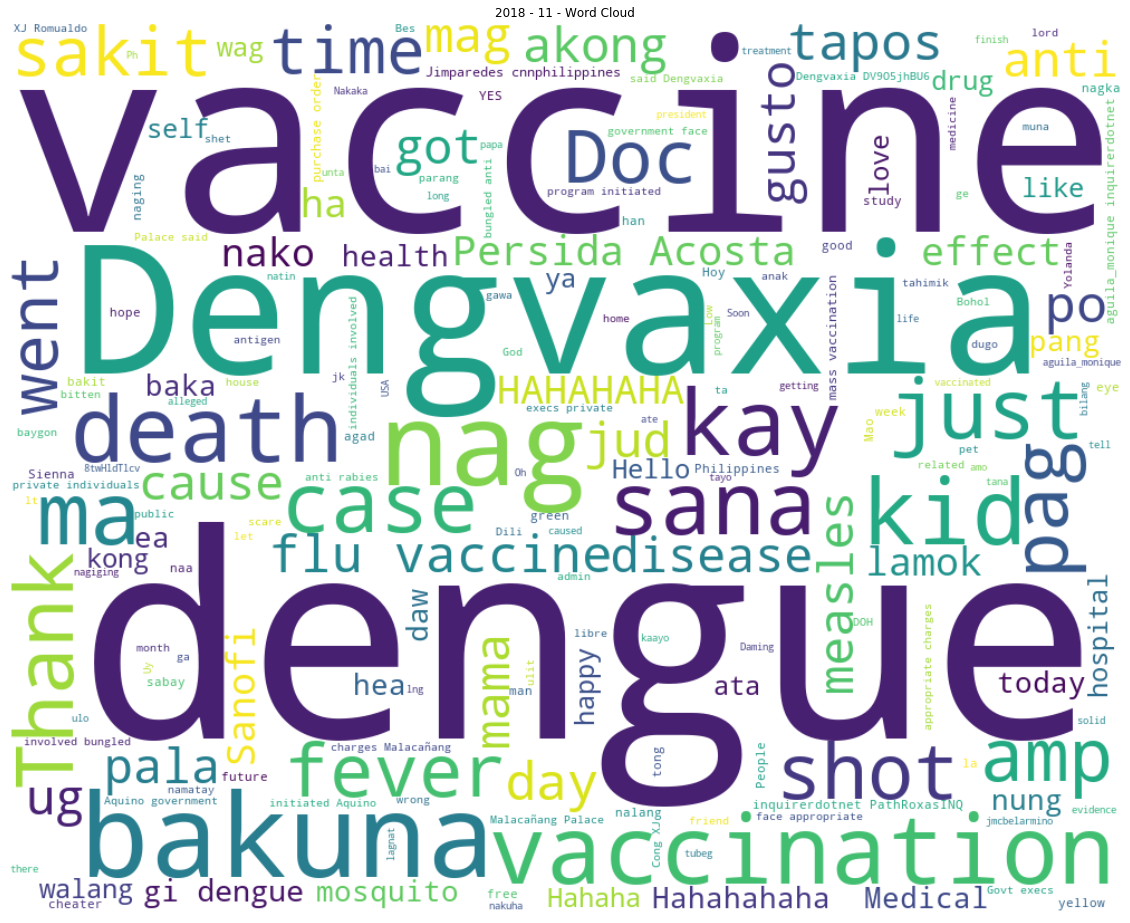 2018 - 11 - Word Cloud
XJ Romualdo
Ph
sakit
wag
time
mag
Bes
akong
treatment
tapos
finish
lord
anti
Jimparedes cnnphilippines
said Dengvaxia
Dengvaxia DV9O5jhBU6
drug
nagka
vaccine
YES
Nakaka
purchase order
self
shet
unta
bai
got
papa
parang
long
bungled anti
president
government face
Doc
program initiated
han
gusto
love
study
medicine
muna
like
ge
naging
ha
Palace said
nako
health
Persida Acosta
ya
good
effect
Yolanda
aguila_monique inquirerdotnet
natin
Dengvaxia
gawa
Hoy
anak
tahimik
Bohol
po
went
hope
antigen
individuals involved
God
home
Low
program
Soon
mass vaccination
life
dugo
pang
aguila_monique
bakit
bitten
house
baka
alleged
jk
USA
HAHAHAHA
execs private
ta
getting
vaccinated
eye
baygon
death
agad
nag
ate
jud
kay
Mao
week
just
bilang
pet
tell
Sienna
8twHldTlcv
private individuals
cause
anti rabies
Oh
Hello
Philippines
tayo
related
amo
tana
pag
lt
ma
public
case
green
sana
kid
scare
let
Dili
caused
ea
kong
nagiging
naa
flu vaccine
disease
admin
measles
lamok
Thank
dengue
daw
libre
kaayo
DOH
Daming
appropriate charges
hospital
month
Uy
ga
sabay
Sanofi
hea
lng
mama
man
ulit
happy
ata
today
ulo
solid
involved bungled
pala
future
namatay
charges Malacañang
fever
day
tong
People
shot
la
amp
ug
Aquino government
initiated Aquino
wrong
nalang
inquirerdotnet PathRoxasINQ
nung
evidence
bakuna
lagnat
Malacañang Palace
friend
Cong XJ
tubeg
face appropriate
jmcbelarmino
vaccination
there
walang
cheater
gi dengue
mosquito
free
nakuha
Hahaha
Hahahahaha
Medical
Govt execs
yellow